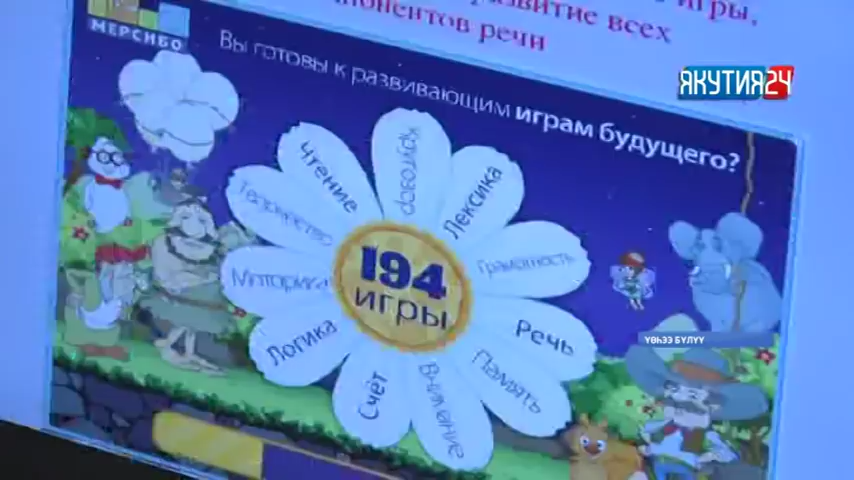 игры,
развитие всех
понентов речи
МЕРСИБО
Вы готовы к развивающим играм будущего?
ЯКУТИЯ24
чтение
Кругозор
Лексика
Творчество
Грамотность
Моторика
194
игры
Речь
Логика
Память
Счёт
Внимание
ҮӨҺЭЭ БҮЛҮҮ